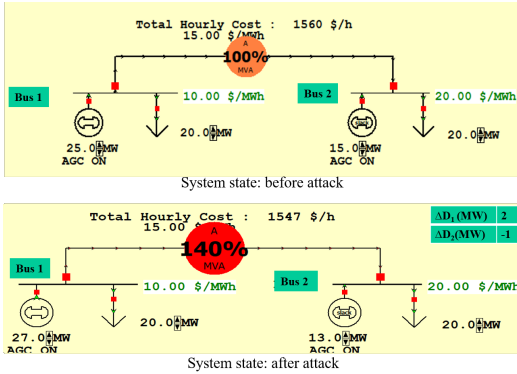 Total Hourly Cost : 1560 $/h
15.00 $/MWh
A
100%
MVA
Bus 1
10.00 $/MWh
Bus 2
20.00 $/MWh
20.0 MW
20.0 MW
25.0 MW
AGC ON
15.0 MW
AGC ON
System state: before attack
Total Hourly Cost : 1547 $/h
15.00 $/MWh
A
140%
MVA
ΔD1 (MW) 2
ΔD2(MW) -1
Bus 1
10.00 $/MWh
Bus 2
20.00 $/MWh
20.0 MW
20.0 MW
27.0 MW
AGC ON
13.0 MW
AGC ON
System state: after attack